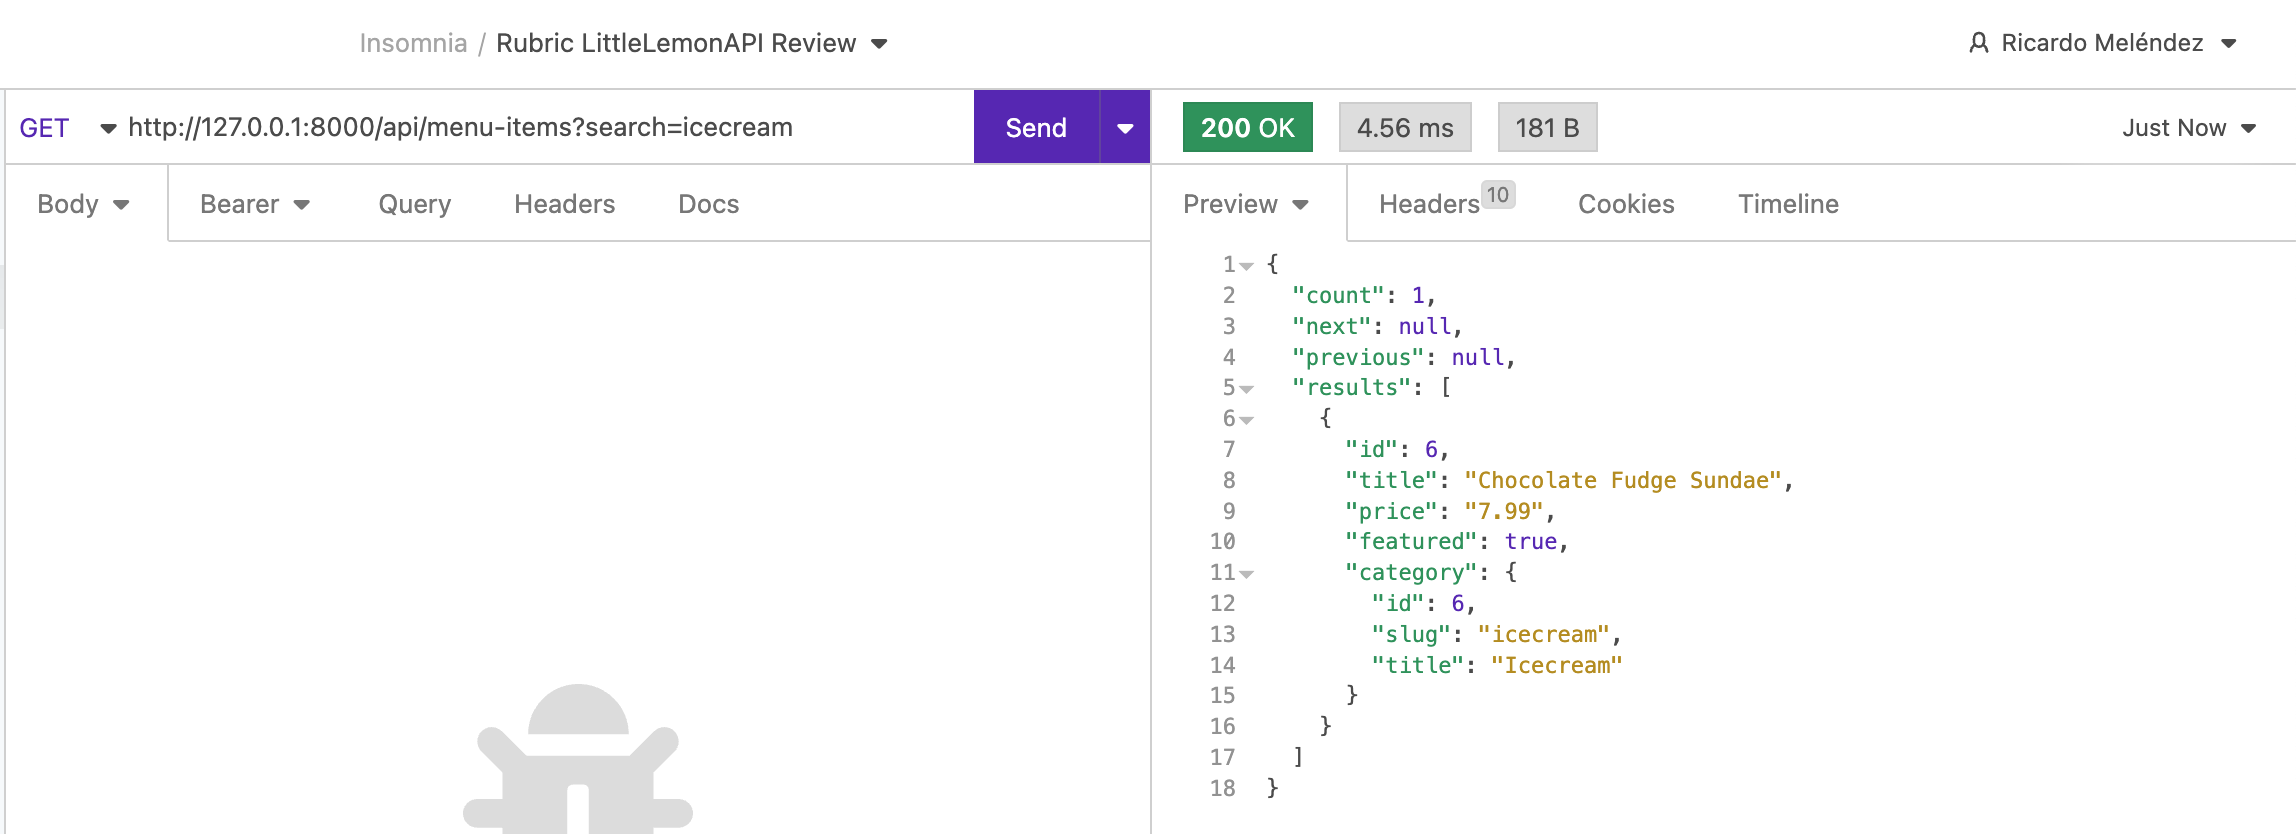 Insomnia / Rubric LittleLemonAPI Review
Ricardo Meléndez
GET http://127.0.0.1:8000/api/menu-items?search=icecream Send
200 OK 4.56 ms 181 B Just Now
Body Bearer Query Headers Docs
Preview Headers 10 Cookies Timeline
1 {
2 "count": 1,
3 "next": null,
4 "previous": null,
5 "results": [
6 {
7 "id": 6,
8 "title": "Chocolate Fudge Sundae",
9 "price": "7.99",
10 "featured": true,
11 "category": {
12 "id": 6,
13 "slug": "icecream",
14 "title": "Icecream"
15 }
16 }
17 ]
18 }